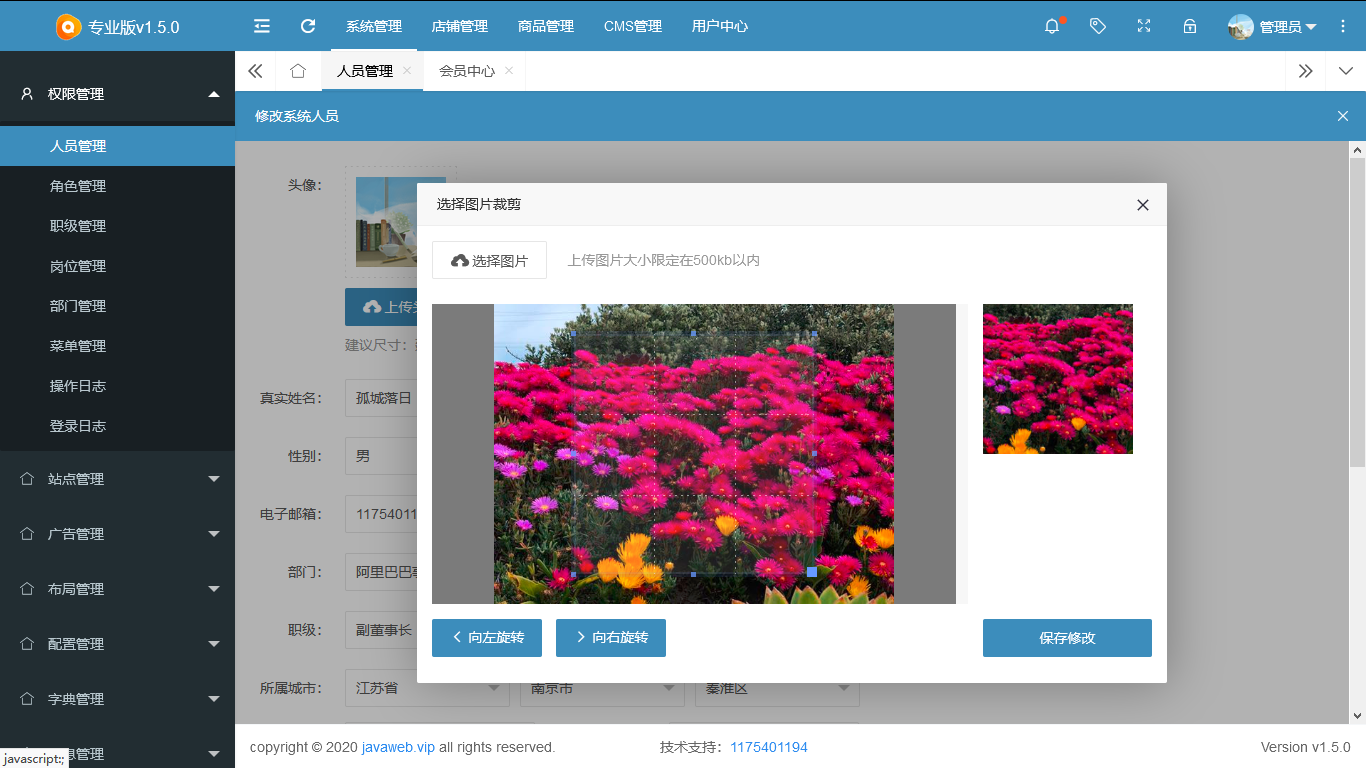 专业版v1.5.0
系统管理
店铺管理
商品管理
CMS管理
用户中心
管理员
权限管理
人员管理
角色管理
职级管理
岗位管理
部门管理
菜单管理
操作日志
登录日志
站点管理
广告管理
布局管理
配置管理
字典管理
息管理
javascript:;
人员管理
会员中心
修改系统人员
头像：
上传
建议尺寸：
真实姓名：
孤城落日
性别：
男
电子邮箱：
11754011
部门：
阿里巴巴
职级：
副董事长
所属城市：
江苏省
南京市
秦淮区
选择图片裁剪
选择图片
上传图片大小限定在500kb以内
向左旋转
向右旋转
保存修改
copyright © 2020 javaweb.vip all rights reserved.
技术支持：1175401194
Version v1.5.0